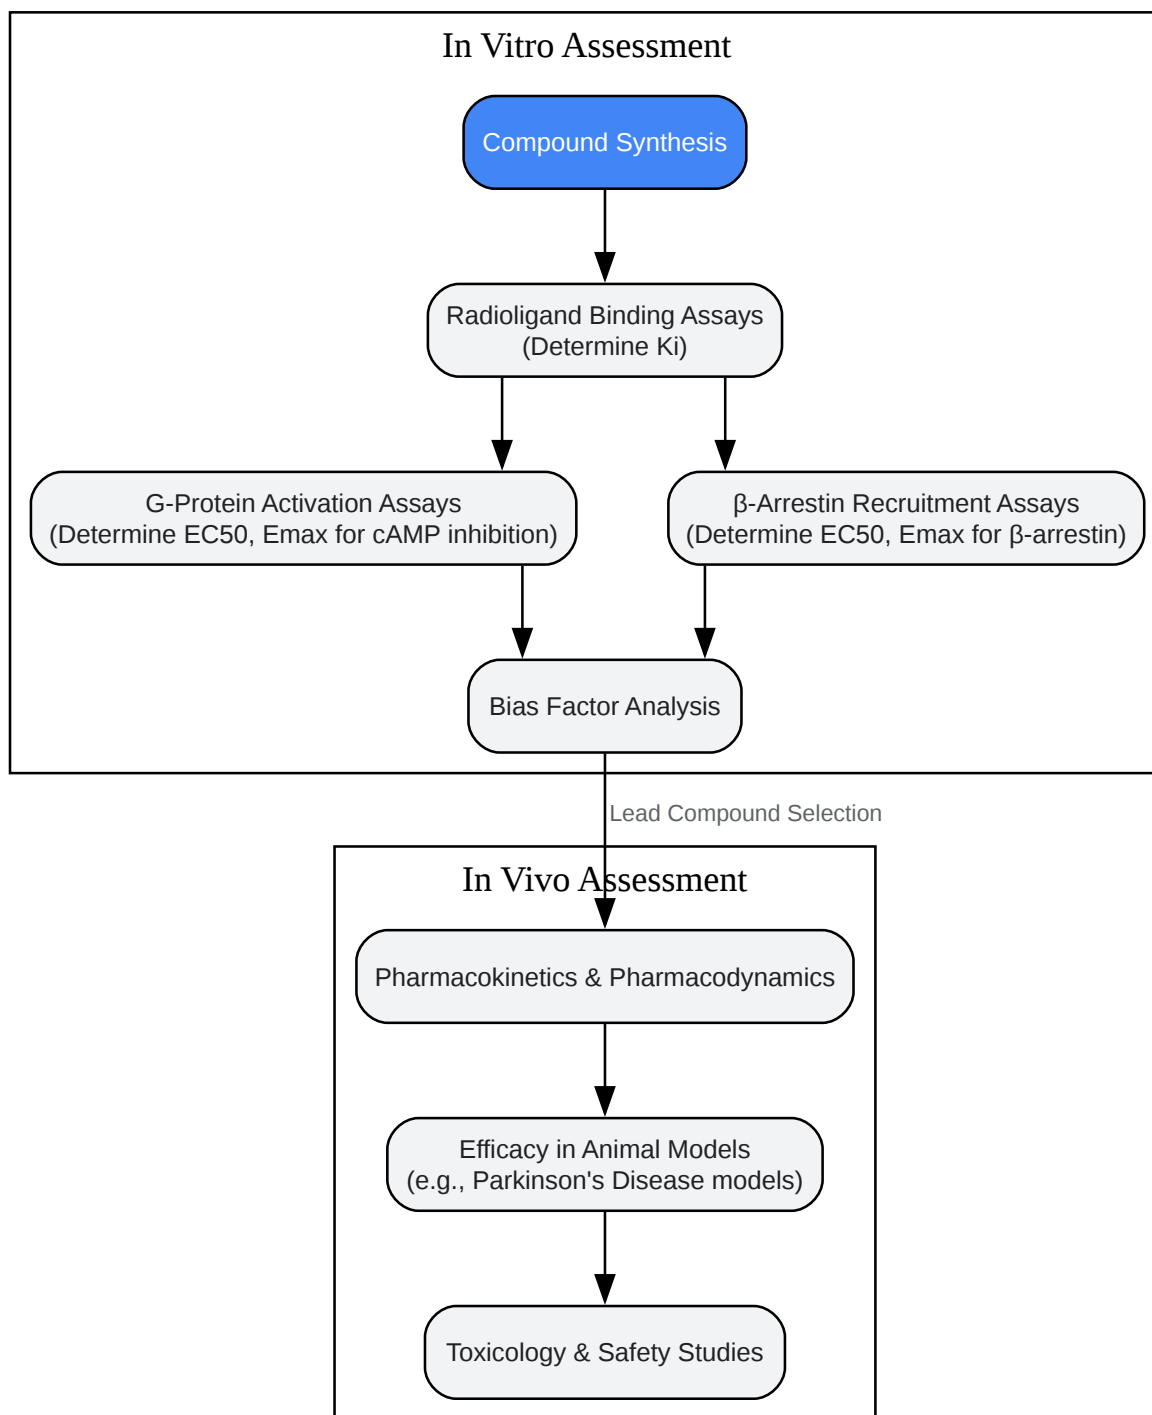 In Vitro Assessment
Compound Synthesis
Radioligand Binding Assays
(Determine Ki)
G-Protein Activation Assays
(Determine EC50, Emax for cAMP inhibition)
β-Arrestin Recruitment Assays
(Determine EC50, Emax for β-arrestin)
Bias Factor Analysis
Lead Compound Selection
In Vivo Assessment
Pharmacokinetics & Pharmacodynamics
Efficacy in Animal Models
(e.g., Parkinson's Disease models)
Toxicology & Safety Studies